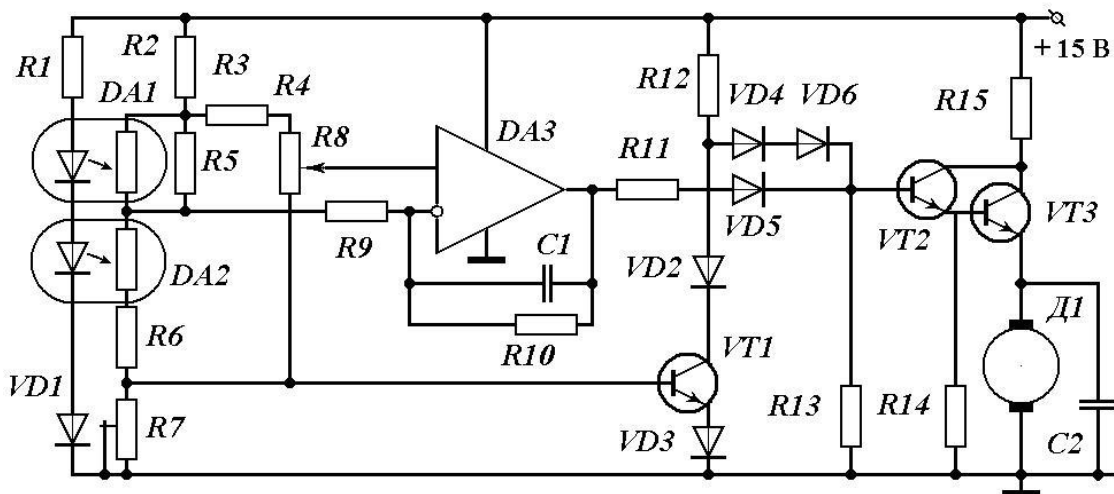 R1
R2
R3
DA1
R4
R5
R8
DA3
R11
R12
VD4
VD6
R15
+ 15 В
VD5
VT2
VT3
R9
C1
VD2
DA2
R6
R10
VT1
Д1
VD1
R7
VD3
R13
R14
C2